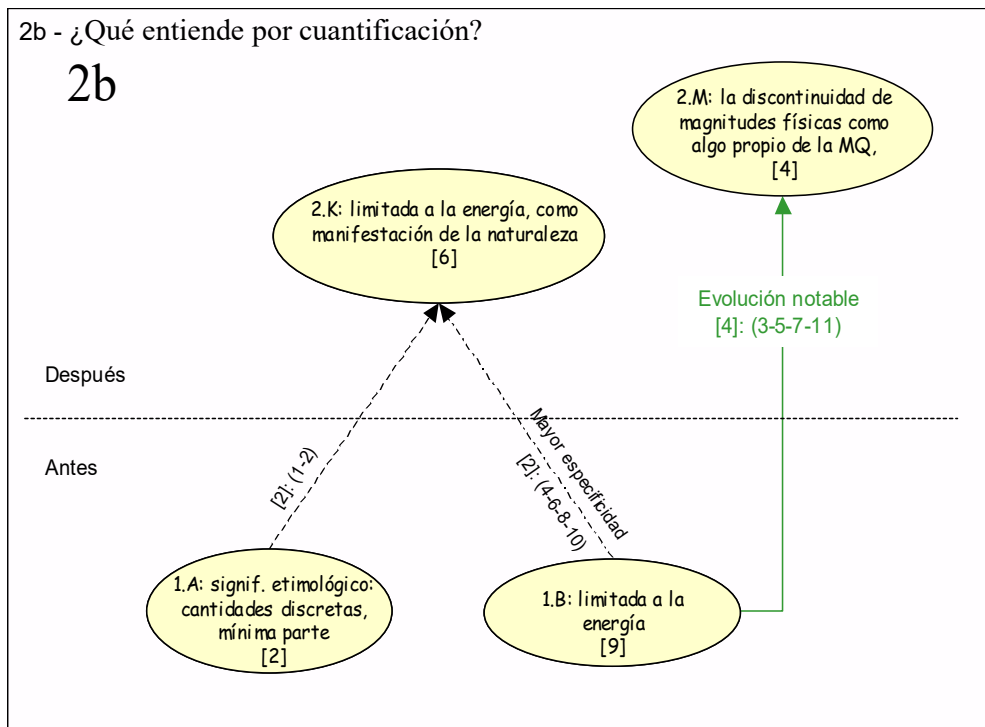 2b - ¿Qué entiende por cuantificación?
2b
2.M: la discontinuidad de
magnitudes físicas como
algo propio de la MQ,
[4]
2.K: limitada a la energía, como
manifestación de la naturaleza
[6]
Evolución notable
[4]: (3-5-7-11)
Después
Antes
[2]: (1-2)
Mayor especificidad
[2]: (4-6-8-10)
1.A: signif. etimológico:
cantidades discretas,
mínima parte
[2]
1.B: limitada a la
energía
[9]